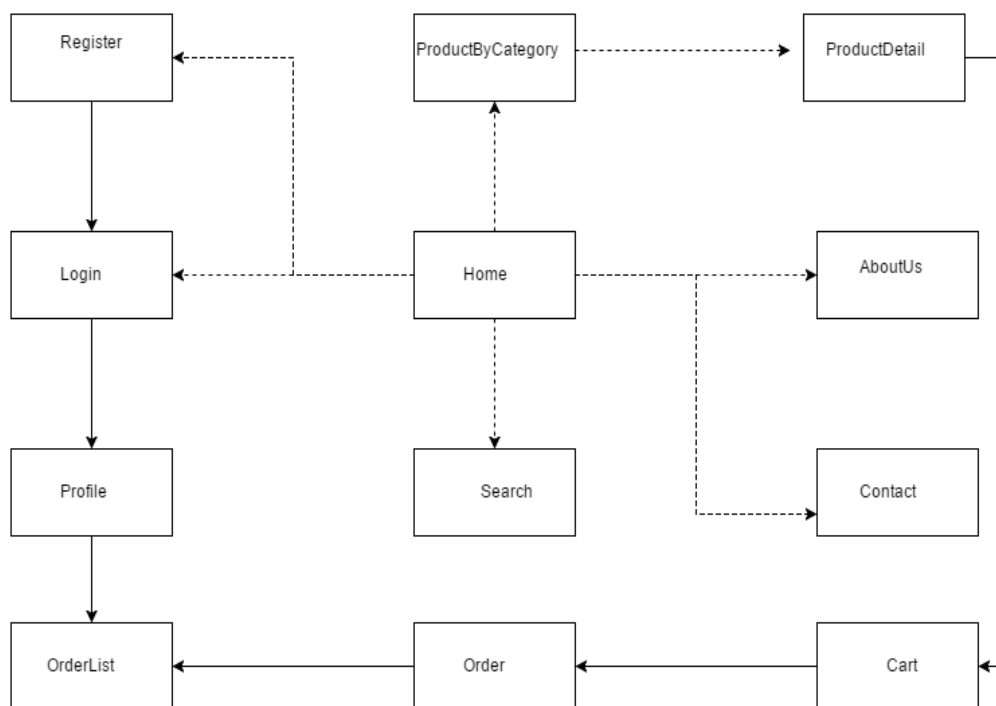 Register
ProductByCategory
ProductDetail
Login
Home
AboutUs
Profile
Search
Contact
OrderList
Order
Cart